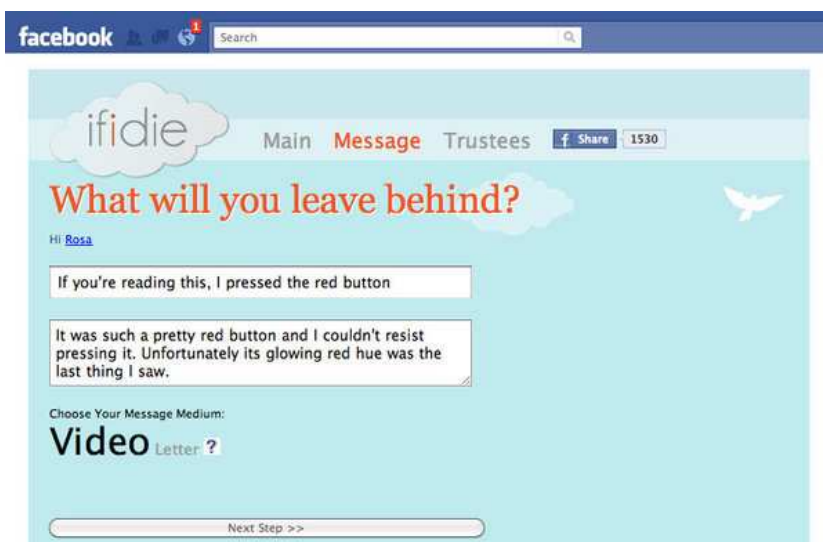 facebook 1 Search
ifidie Main Message Trustees f Share 1530
What will you leave behind?
Hi Rosa
If you're reading this, I pressed the red button
It was such a pretty red button and I couldn't resist
pressing it. Unfortunately its glowing red hue was the
last thing I saw.
Choose Your Message Medium:
Video Letter ?
Next Step >>